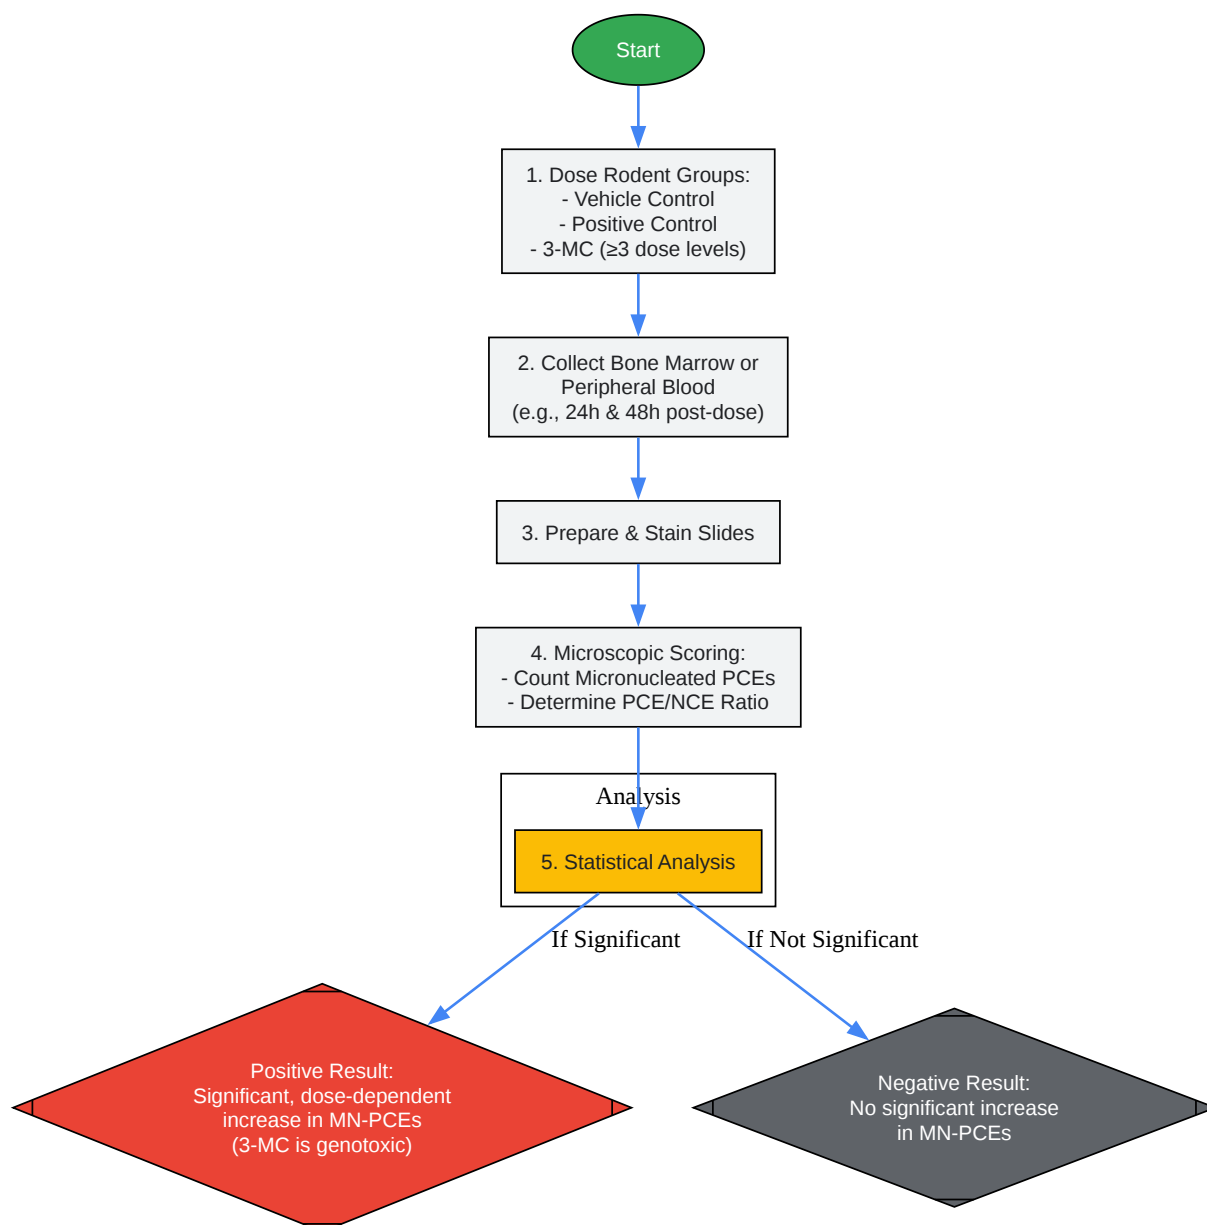 Start
1. Dose Rodent Groups:
- Vehicle Control
- Positive Control
- 3-MC (≥3 dose levels)
2. Collect Bone Marrow or
Peripheral Blood
(e.g., 24h & 48h post-dose)
3. Prepare & Stain Slides
4. Microscopic Scoring:
- Count Micronucleated PCEs
- Determine PCE/NCE Ratio
Analysis
5. Statistical Analysis
If Significant
If Not Significant
Positive Result:
Significant, dose-dependent
increase in MN-PCEs
(3-MC is genotoxic)
Negative Result:
No significant increase
in MN-PCEs